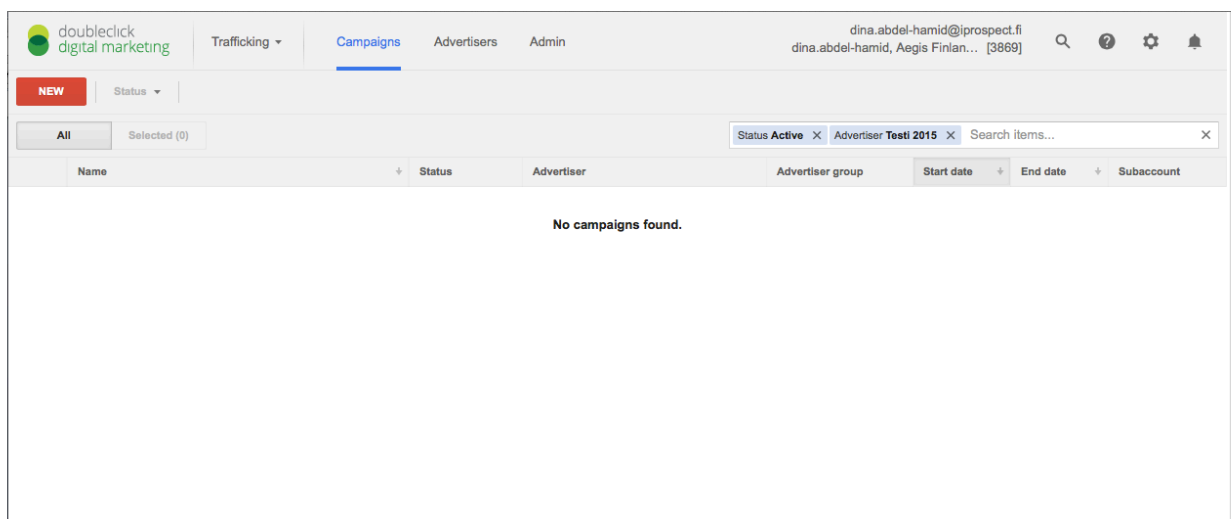 doubleclick
digital marketing
Trafficking
Campaigns
Advertisers
Admin
dina.abdel-hamid@iprospect.fi
dina.abdel-hamid, Aegis Finlan... [3869]
NEW
Status
All
Selected (0)
Status Active
Advertiser Testi 2015
Search items...
Name
Status
Advertiser
Advertiser group
Start date
End date
Subaccount
No campaigns found.